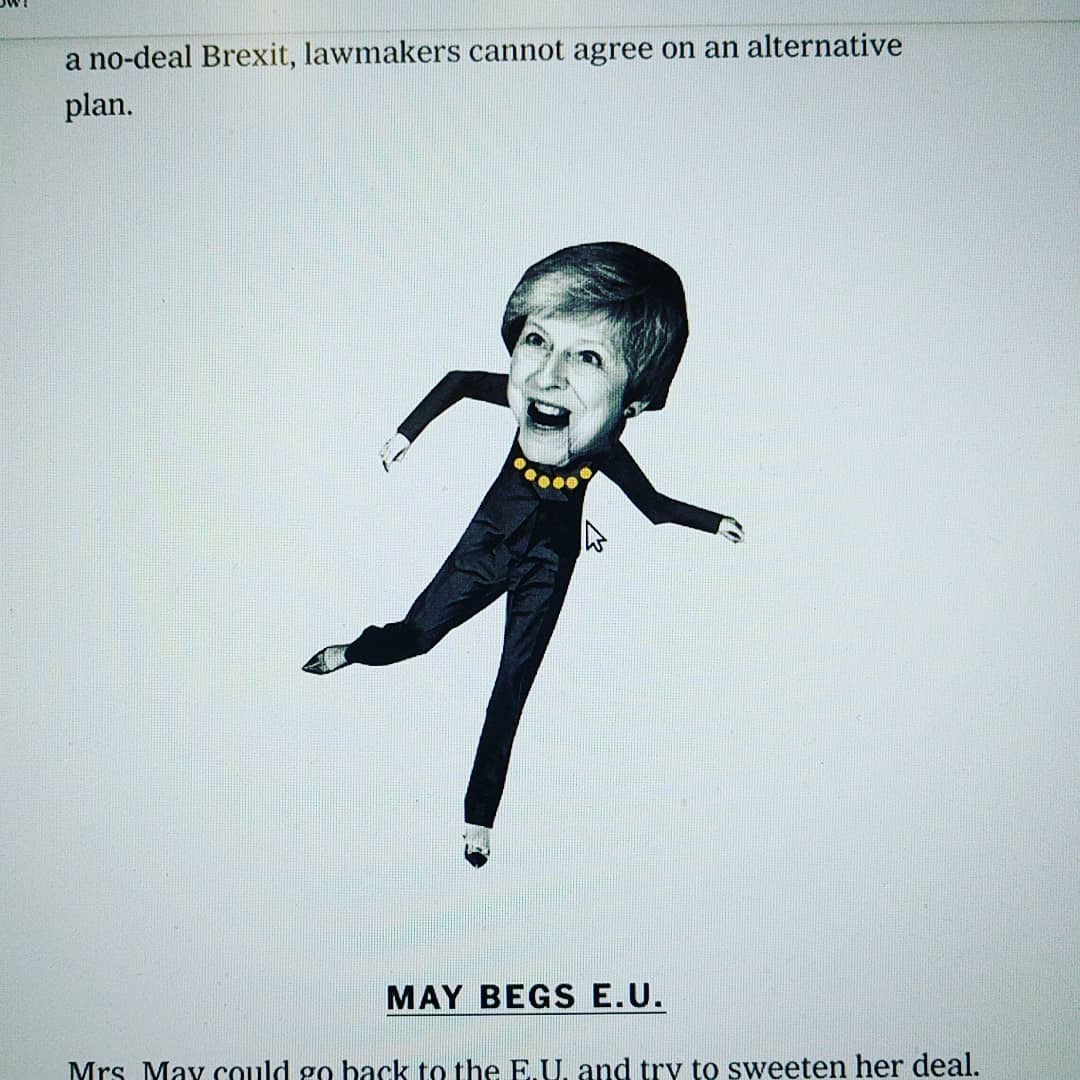 a no-deal Brexit, lawmakers cannot agree on an alternative
plan.
MAY BEGS E.U.
Mrs. May could go back to the E.U. and try to sweeten her deal.